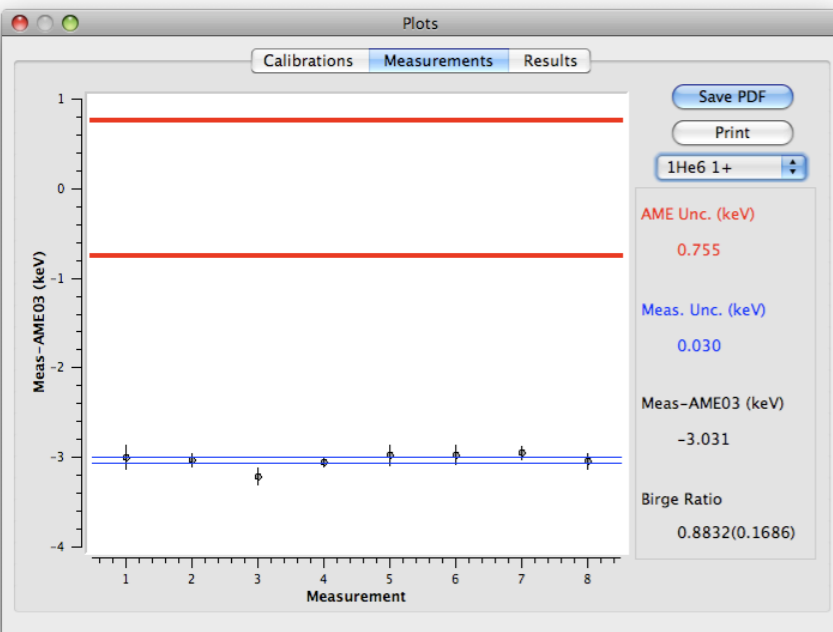 Plots
Calibrations Measurements Results
Save PDF
Print
1He6 1+
AME Unc. (keV)
0.755
Meas. Unc. (keV)
0.030
Meas-AME03 (keV)
-3.031
Birge Ratio
0.8832(0.1686)
Meas-AME03 (keV)
1
0
-1
-2
-3
-4
1 2 3 4 5 6 7 8
Measurement